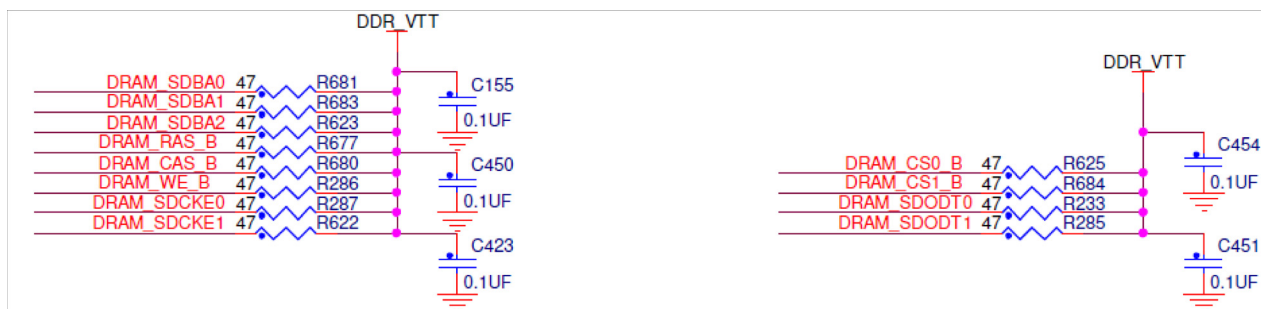 DDR_VTT
DRAM_SDBA0 47 R681
C155
DRAM_SDBA1 47 R683
0.1UF
DRAM_SDBA2 47 R623
DRAM_RAS_B 47 R677
DRAM_CAS_B 47 R680
C450
DRAM_WE_B 47 R286
0.1UF
DRAM_SDCKE0 47 R287
DRAM_SDCKE1 47 R622
C423
0.1UF
DDR_VTT
C454
DRAM_CS0_B 47 R625
DRAM_CS1_B 47 R684
0.1UF
DRAM_SDODT0 47 R233
DRAM_SDODT1 47 R285
C451
0.1UF